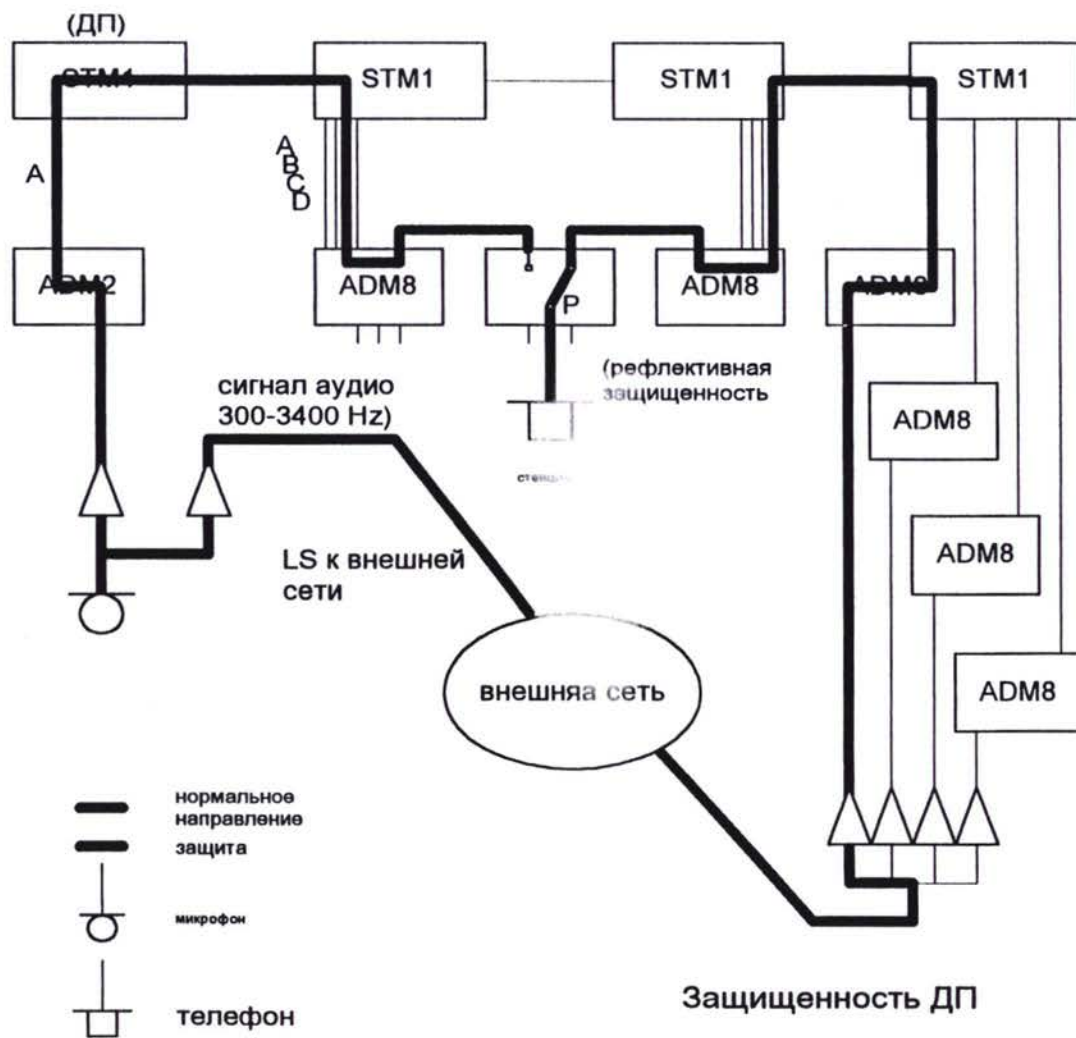 (ДП)
STM1
STM1
STM1
STM1
A
A
B
C
D
ADM2
ADM8
P
ADM8
ADM8
(рефлективная
защищенность
сигнал аудио
300-3400 Hz)
ADM8
LS к внешней
сети
ADM8
внешняа сеть
ADM8
нормальное
направление
защита
микрофон
телефон
Защищенность ДП